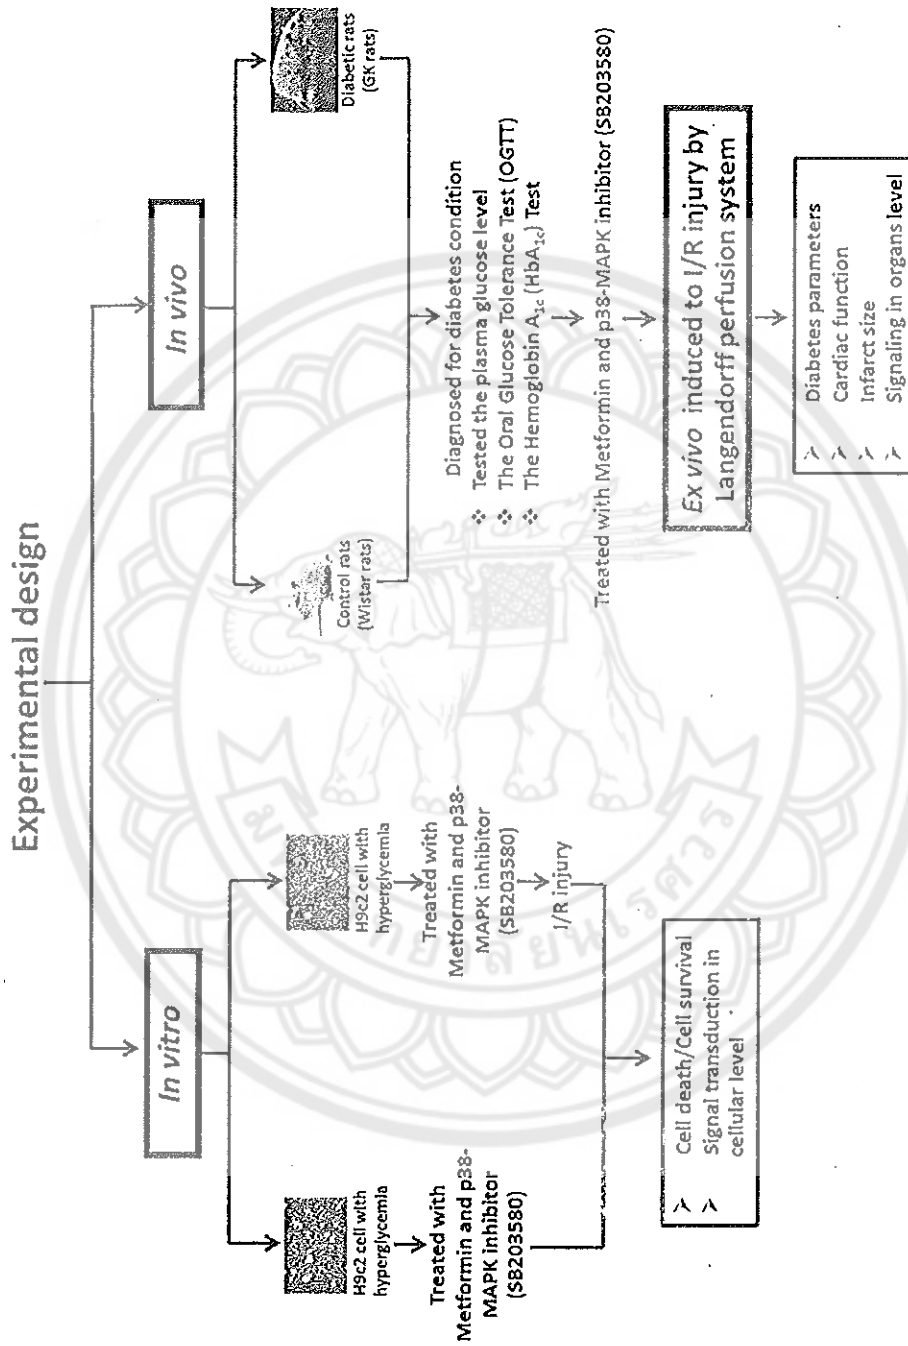 Experimental design
In vitro
H9c2 cell with
hyperglycemia
Treated with
Metformin and p38-
MAPK inhibitor
(SB203580)
H9c2 cell with
hyperglycemia
Treated with
Metformin and p38-
MAPK inhibitor
(SB203580)
I/R injury
➢ Cell death/Cell survival
➢ Signal transduction in
cellular level
In vivo
Control rats
(Wistar rats)
Diabetic rats
(GK rats)
Diagnosed for diabetes condition
❖ Tested the plasma glucose level
❖ The Oral Glucose Tolerance Test (OGTT)
❖ The Hemoglobin A1c (HbA1c) Test
Treated with Metformin and p38-MAPK inhibitor (SB203580)
Ex vivo induced to I/R injury by
Langendorff perfusion system
➢ Diabetes parameters
➢ Cardiac function
➢ Infarct size
➢ Signaling in organs level